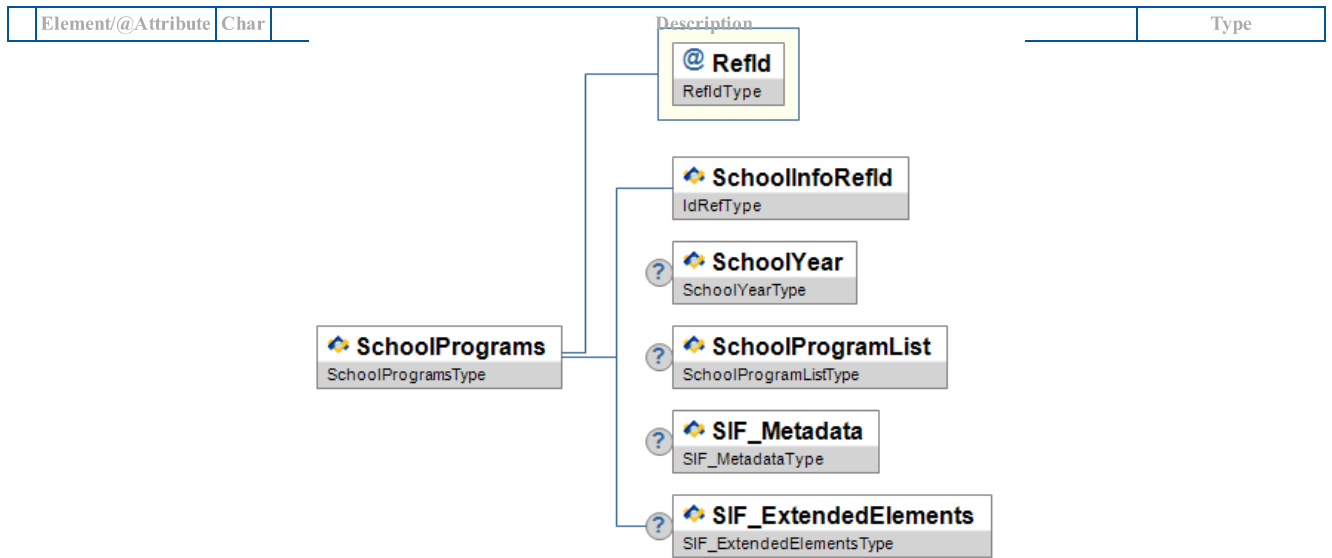 Element/@Attribute Char Description Type
@ RefId
RefIdType
SchoolInfoRefId
IdRefType
? SchoolYear
SchoolYearType
SchoolPrograms
SchoolProgramsType
? SchoolProgramList
SchoolProgramListType
? SIF_Metadata
SIF_MetadataType
? SIF_ExtendedElements
SIF_ExtendedElementsType